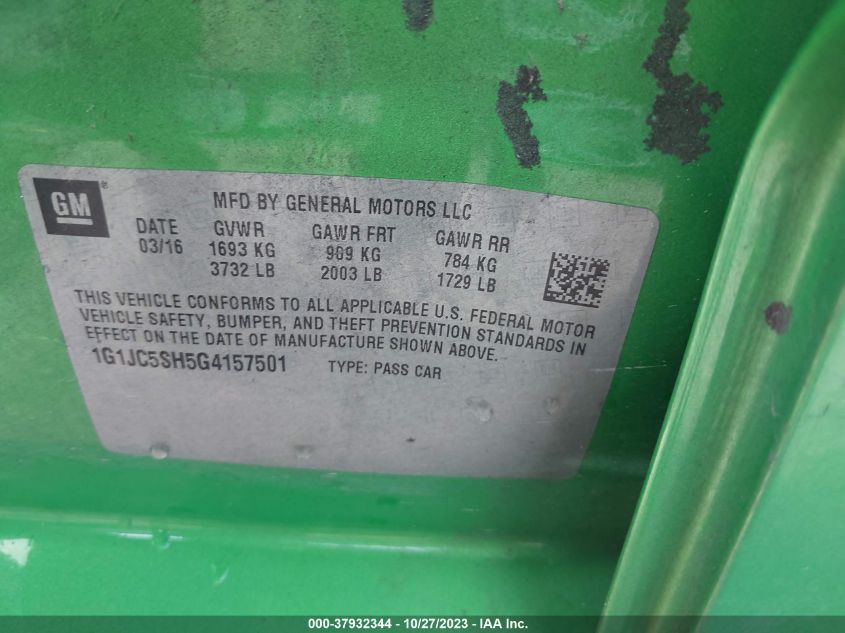 GM ®
MFD BY GENERAL MOTORS LLC
DATE GVWR GAWR FRT GAWR RR
03/16 1693 KG 909 KG 784 KG
3732 LB 2003 LB 1729 LB
THIS VEHICLE CONFORMS TO ALL APPLICABLE U.S. FEDERAL MOTOR
VEHICLE SAFETY, BUMPER, AND THEFT PREVENTION STANDARDS IN
EFFECT ON THE DATE OF MANUFACTURE SHOWN ABOVE.
1G1JC5SH5G4157501 TYPE: PASS CAR
000-37932344 - 10/27/2023 - Copyright © 2023 IAA, Inc.